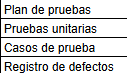 Plan de pruebas
Pruebas unitarias
Casos de prueba
Registro de defectos